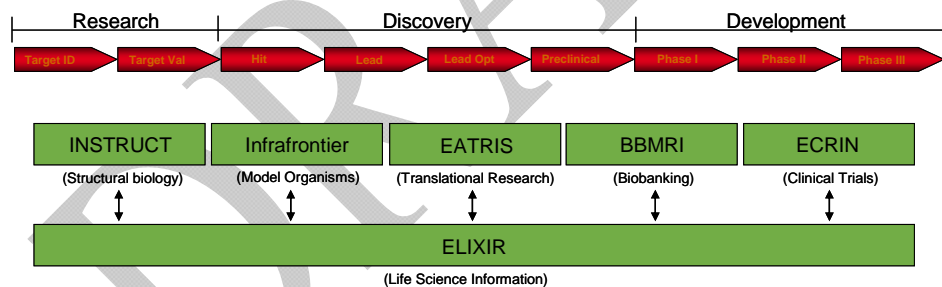 Research Discovery Development
Target ID Target Val Hit Lead Lead Opt Preclinical Phase I Phase II Phase III
INSTRUCT Infrafrontier EATRIS BBMRI ECRIN
(Structural biology) (Model Organisms) (Translational Research) (Biobanking) (Clinical Trials)
ELIXIR
(Life Science Information)
DRA